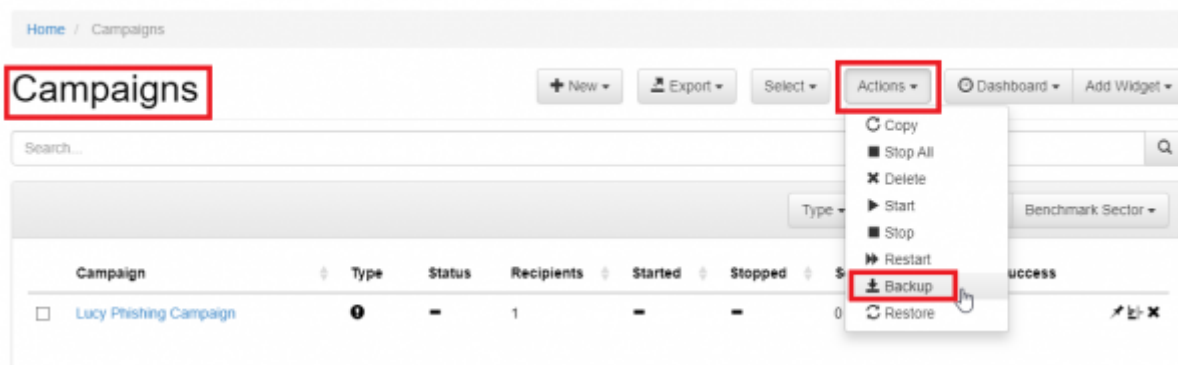 Home / Campaigns
Campaigns
New
Export
Select
Actions
Dashboard
Add Widget
Search...
Copy
Stop All
Delete
Start
Stop
Restart
Backup
Restore
Type
Benchmark Sector
Campaign Type Status Recipients Started Stopped
Lucy Phishing Campaign 1 0